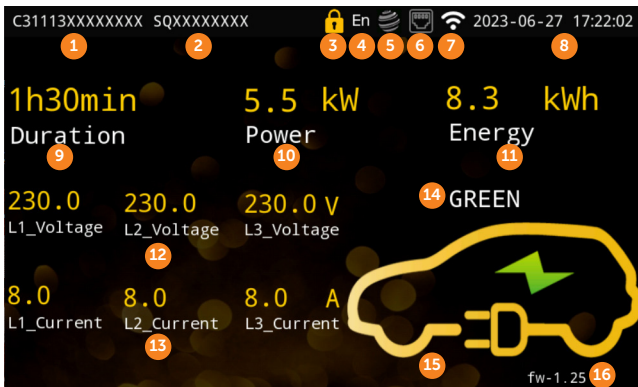 C31113XXXXXXXX SQXXXXXXXX En 2023-06-27 17:22:02
1 2 3 4 5 6 7 8
1h30min 5.5 kW 8.3 kWh
Duration Power Energy
9 10 11
14 GREEN
230.0 230.0 230.0 V
L1_Voltage L2_Voltage L3_Voltage
12
8.0 8.0 8.0 A
L1_Current L2_Current L3_Current
13
15
fw-1.25 16